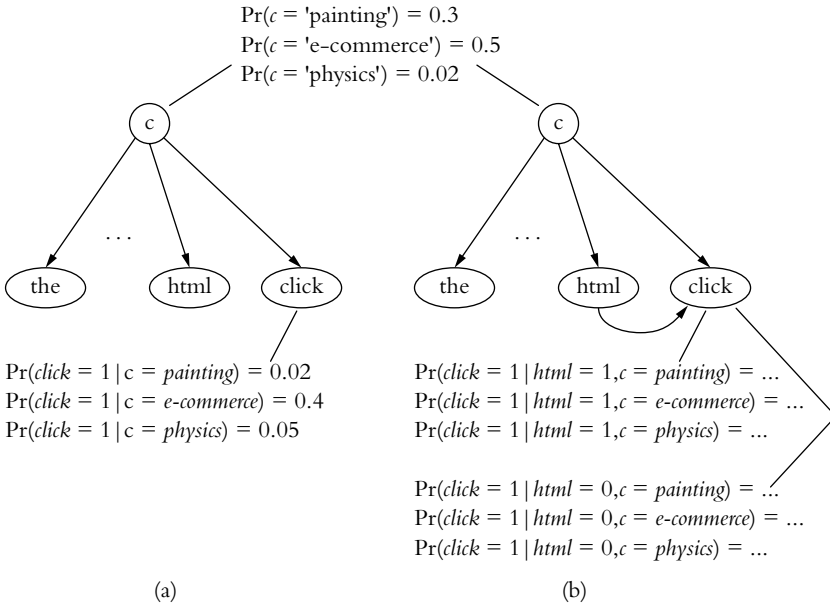 Pr(c = 'painting') = 0.3
Pr(c = 'e-commerce') = 0.5
Pr(c = 'physics') = 0.02
c
c
...
...
the
html
click
the
html
click
Pr(click = 1 | c = painting) = 0.02
Pr(click = 1 | c = e-commerce) = 0.4
Pr(click = 1 | c = physics) = 0.05
Pr(click = 1 | html = 1,c = painting) = ...
Pr(click = 1 | html = 1,c = e-commerce) = ...
Pr(click = 1 | html = 1,c = physics) = ...
Pr(click = 1 | html = 0,c = painting) = ...
Pr(click = 1 | html = 0,c = e-commerce) = ...
Pr(click = 1 | html = 0,c = physics) = ...
(a)
(b)